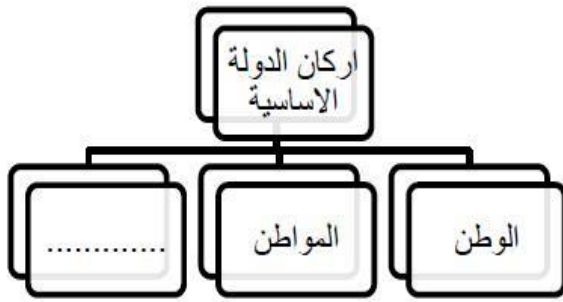 اركان الدولة
الاساسية
الوطن
المواطن
.............